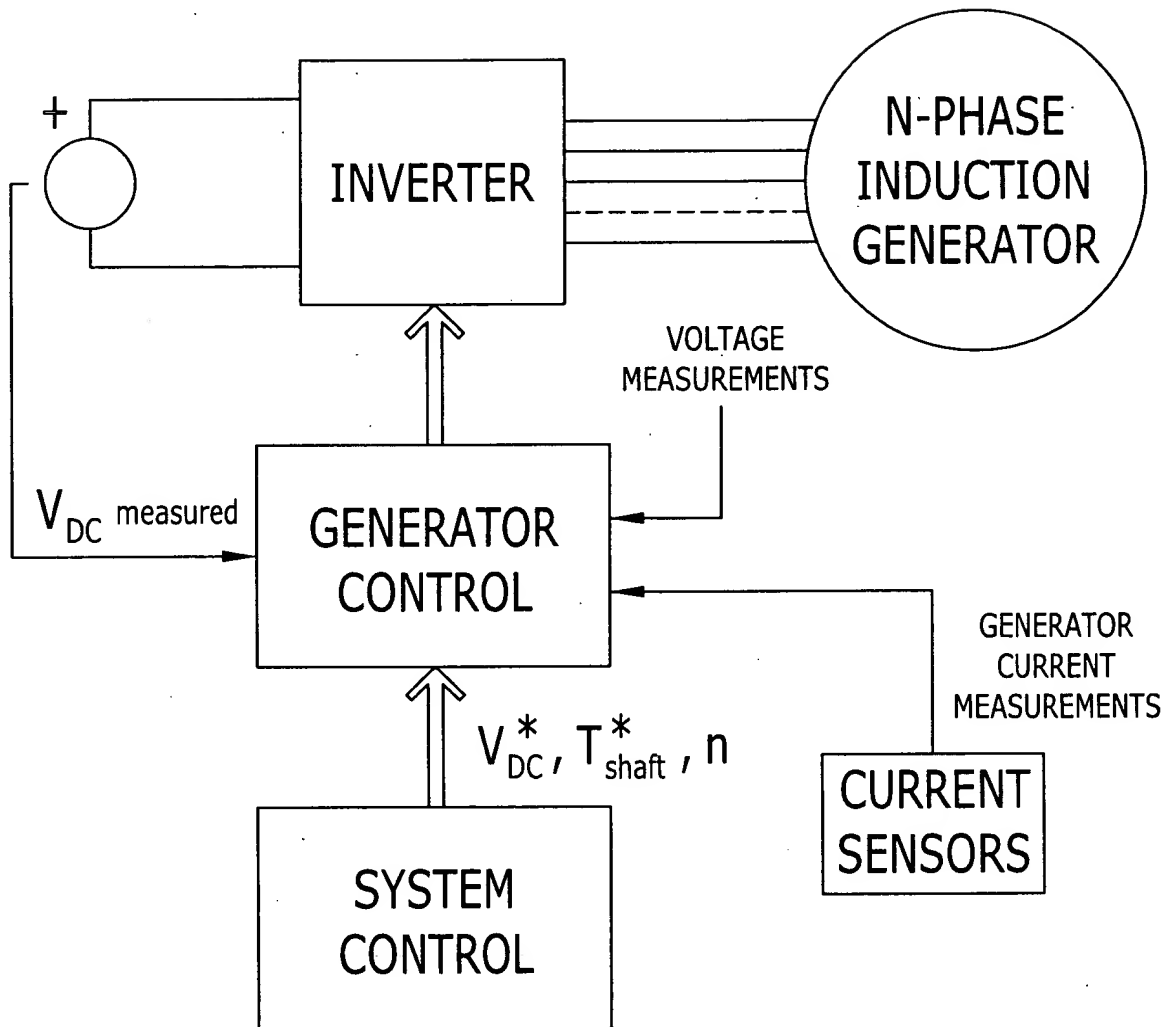 +
INVERTER
N-PHASE
INDUCTION
GENERATOR
VOLTAGE
MEASUREMENTS
V_DC measured
GENERATOR
CONTROL
GENERATOR
CURRENT
MEASUREMENTS
V*_DC, T*_shaft, n
CURRENT
SENSORS
SYSTEM
CONTROL